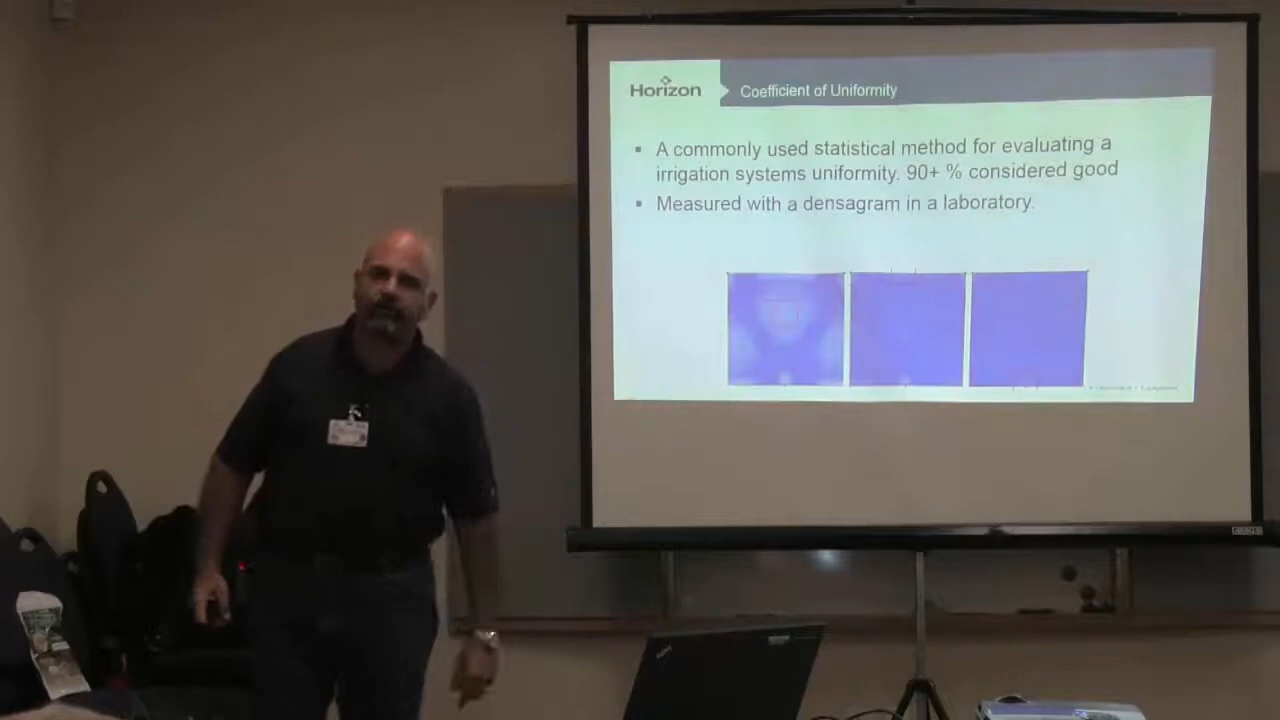 Horizon
Coefficient of Uniformity
▪ A commonly used statistical method for evaluating a
irrigation systems uniformity. 90+ % considered good
▪ Measured with a densagram in a laboratory.